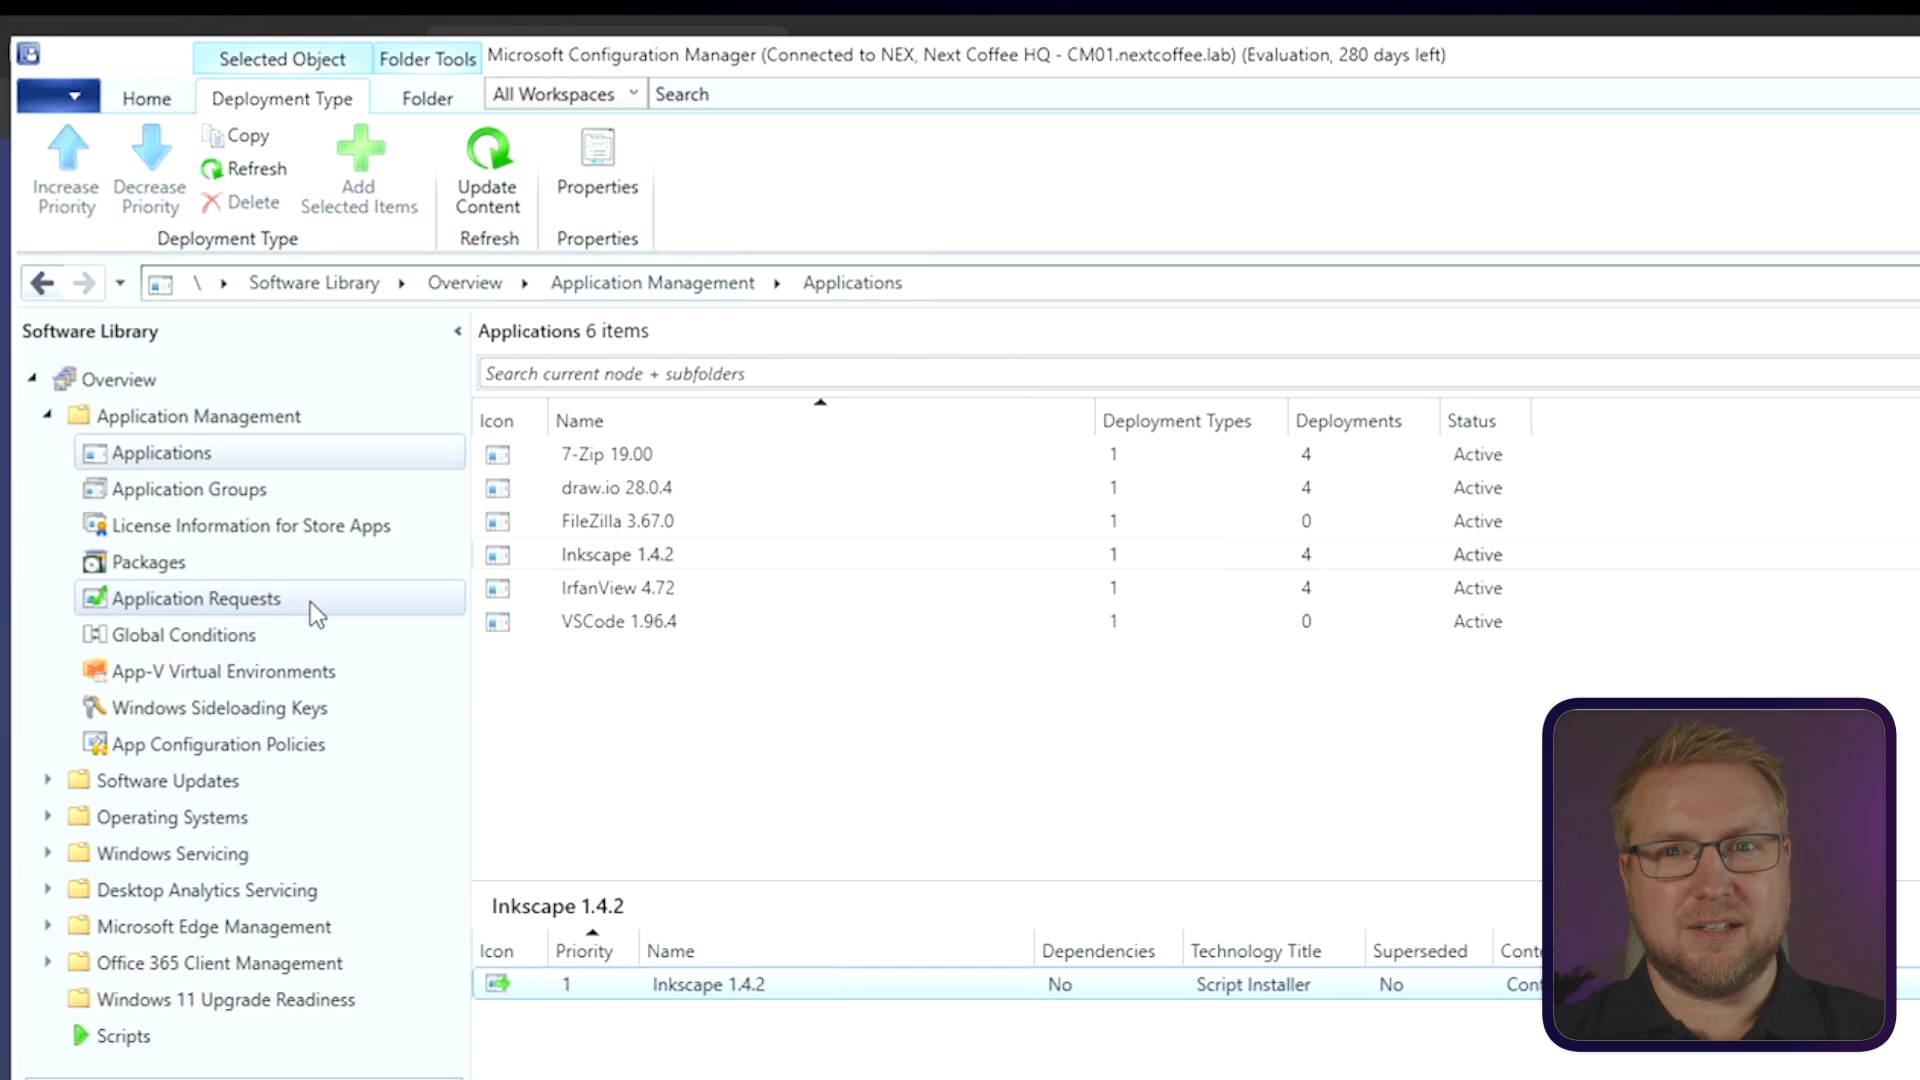 Selected Object
Folder Tools
Microsoft Configuration Manager (Connected to NEX, Next Coffee HQ - CM01.nextcoffee.lab) (Evaluation, 280 days left)
Home
Deployment Type
Folder
All Workspaces
Search
Increase Priority
Decrease Priority
Copy
Refresh
Delete
Add Selected Items
Update Content
Properties
Deployment Type
Refresh
Properties
\ Software Library Overview Application Management Applications
Software Library
Overview
Application Management
Applications
Application Groups
License Information for Store Apps
Packages
Application Requests
Global Conditions
App-V Virtual Environments
Windows Sideloading Keys
App Configuration Policies
Software Updates
Operating Systems
Windows Servicing
Desktop Analytics Servicing
Microsoft Edge Management
Office 365 Client Management
Windows 11 Upgrade Readiness
Scripts
Applications 6 items
Search current node + subfolders
Icon Name Deployment Types Deployments Status
7-Zip 19.00 1 4 Active
draw.io 28.0.4 1 4 Active
FileZilla 3.67.0 1 0 Active
Inkscape 1.4.2 1 4 Active
IrfanView 4.72 1 4 Active
VSCode 1.96.4 1 0 Active
Inkscape 1.4.2
Icon Priority Name Dependencies Technology Title Superseded Conte
1 Inkscape 1.4.2 No Script Installer No Cont